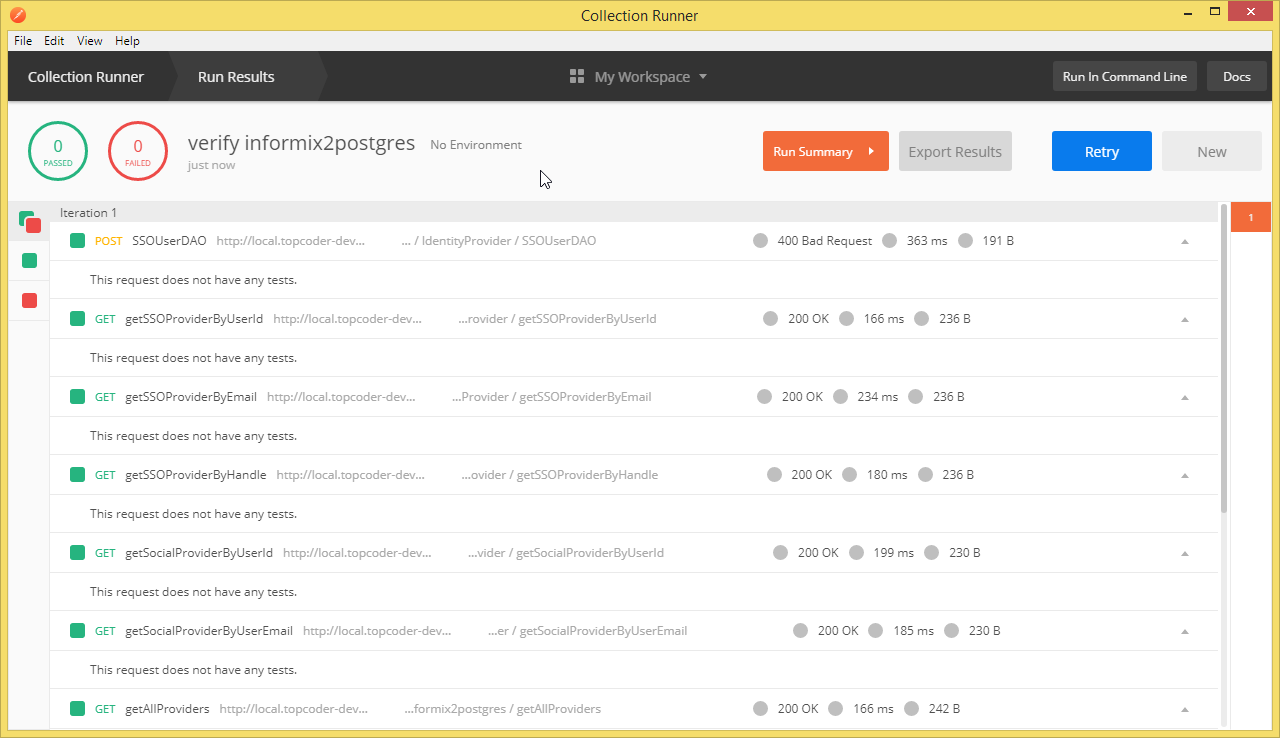 Collection Runner
File Edit View Help
Collection Runner Run Results My Workspace Run In Command Line Docs
0 PASSED
0 FAILED
verify informix2postgres No Environment
just now
Run Summary Export Results Retry New
Iteration 1
1
POST SSOUserDAO http://local.topcoder-dev... ... / IdentityProvider / SSOUserDAO 400 Bad Request 363 ms 191 B
This request does not have any tests.
GET getSSOProviderByUserId http://local.topcoder-dev... ...rovider / getSSOProviderByUserId 200 OK 166 ms 236 B
This request does not have any tests.
GET getSSOProviderByEmail http://local.topcoder-dev... ...Provider / getSSOProviderByEmail 200 OK 234 ms 236 B
This request does not have any tests.
GET getSSOProviderByHandle http://local.topcoder-dev... ...ovider / getSSOProviderByHandle 200 OK 180 ms 236 B
This request does not have any tests.
GET getSocialProviderByUserId http://local.topcoder-dev... ...vider / getSocialProviderByUserId 200 OK 199 ms 230 B
This request does not have any tests.
GET getSocialProviderByUserEmail http://local.topcoder-dev... ...er / getSocialProviderByUserEmail 200 OK 185 ms 230 B
This request does not have any tests.
GET getAllProviders http://local.topcoder-dev... ...formix2postgres / getAllProviders 200 OK 166 ms 242 B